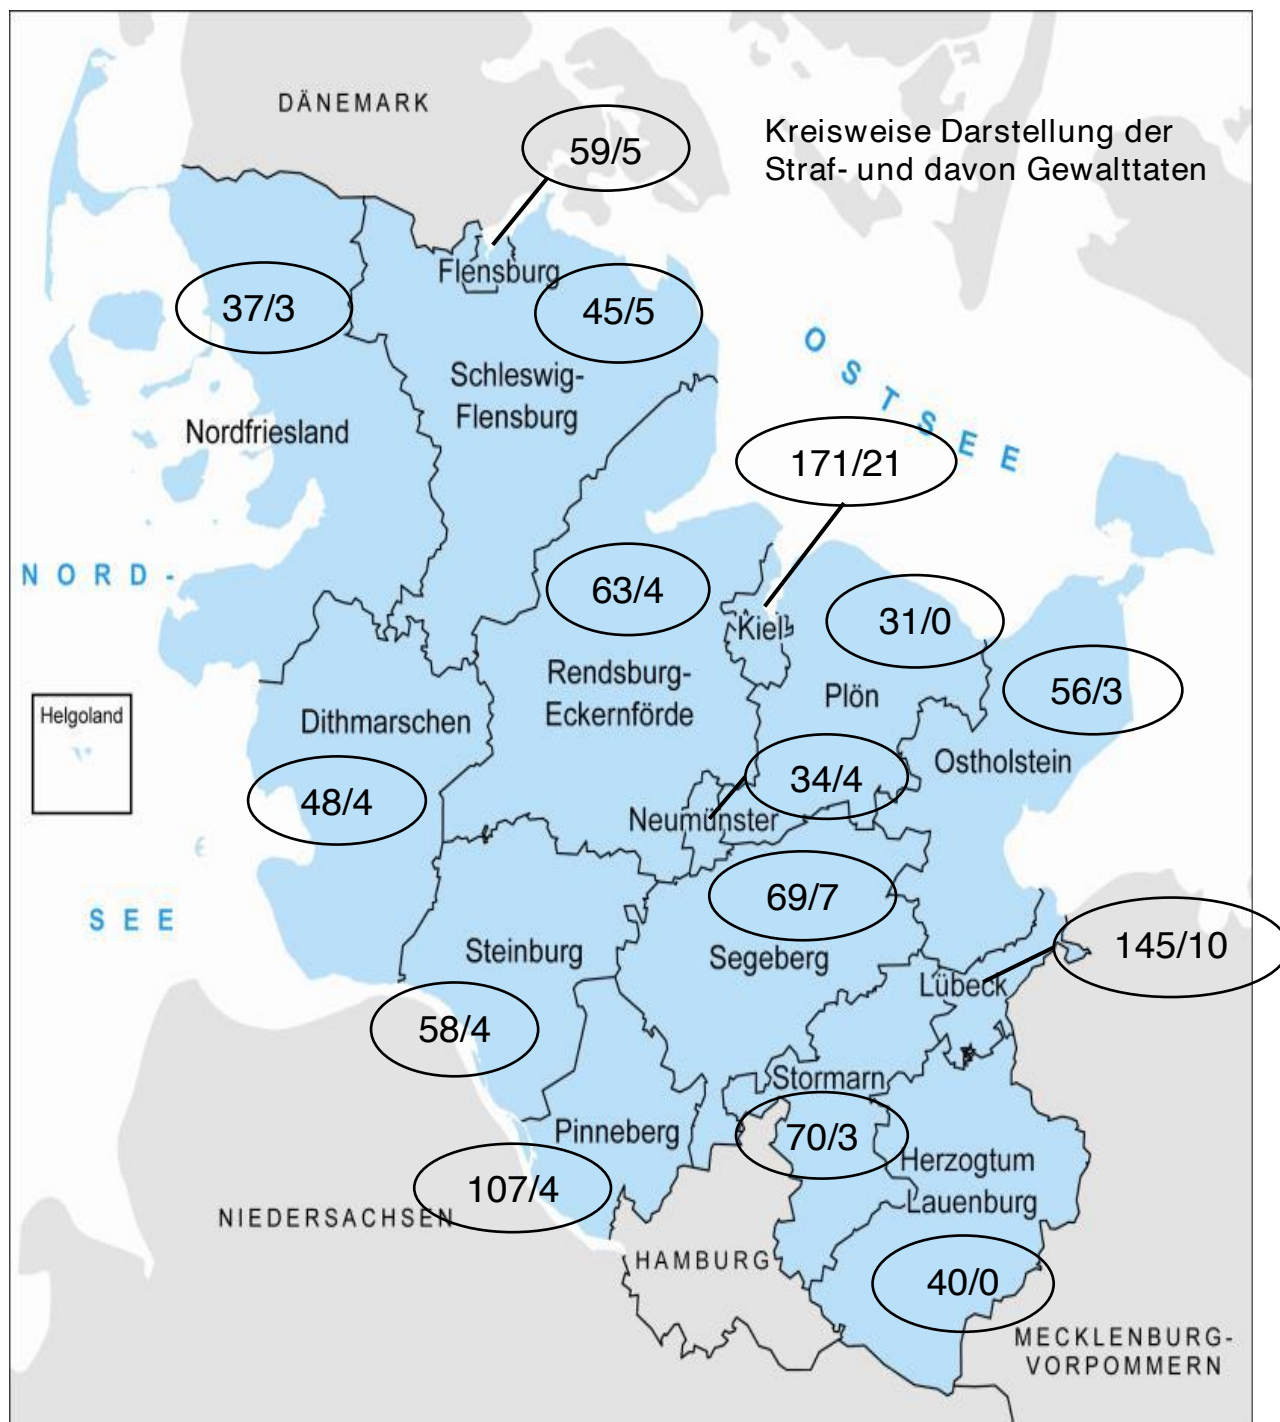 DÄNEMARK
Kreisweise Darstellung der
Straf- und davon Gewalttaten
59/5
Flensburg
37/3
45/5
Schleswig-
Flensburg
Nordfriesland
OSTSEE
171/21
NORD-
63/4
Kiel
31/0
Rendsburg-
Eckernförde
Plön
56/3
Helgoland
Dithmarschen
Ostholstein
48/4
34/4
Neumünster
69/7
SEE
Steinburg
Segeberg
145/10
Lübeck
58/4
Stormarn
Pinneberg
70/3
Herzogtum
Lauenburg
107/4
NIEDERSACHSEN
HAMBURG
40/0
MECKLENBURG-
VORPOMMERN